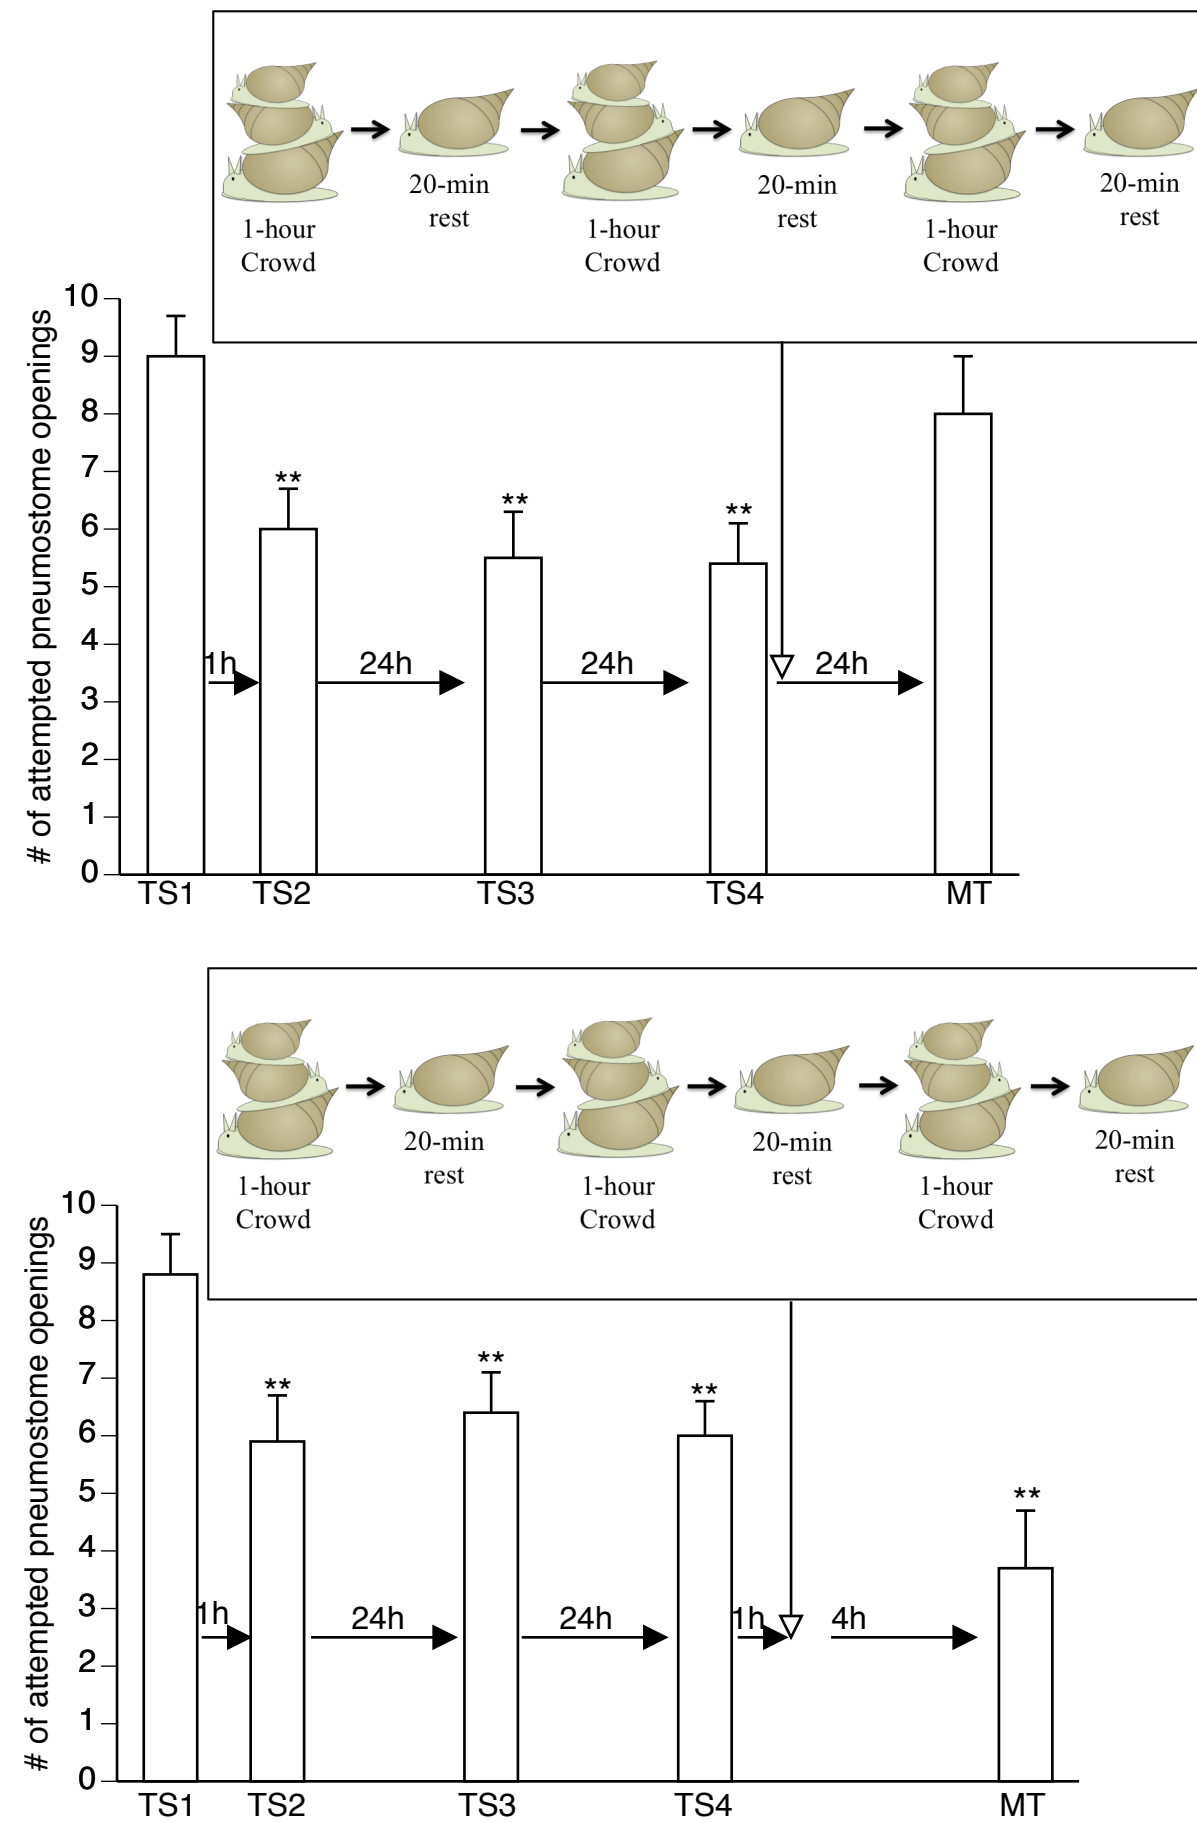 1-hour
Crowd
20-min
rest
1-hour
Crowd
20-min
rest
1-hour
Crowd
20-min
rest
# of attempted pneumostome openings
10
9
8
7
6
5
4
3
2
1
0
**
**
**
1h
24h
24h
24h
TS1
TS2
TS3
TS4
MT
1-hour
Crowd
20-min
rest
1-hour
Crowd
20-min
rest
1-hour
Crowd
20-min
rest
# of attempted pneumostome openings
10
9
8
7
6
5
4
3
2
1
0
**
**
**
**
1h
24h
24h
1h
4h
TS1
TS2
TS3
TS4
MT